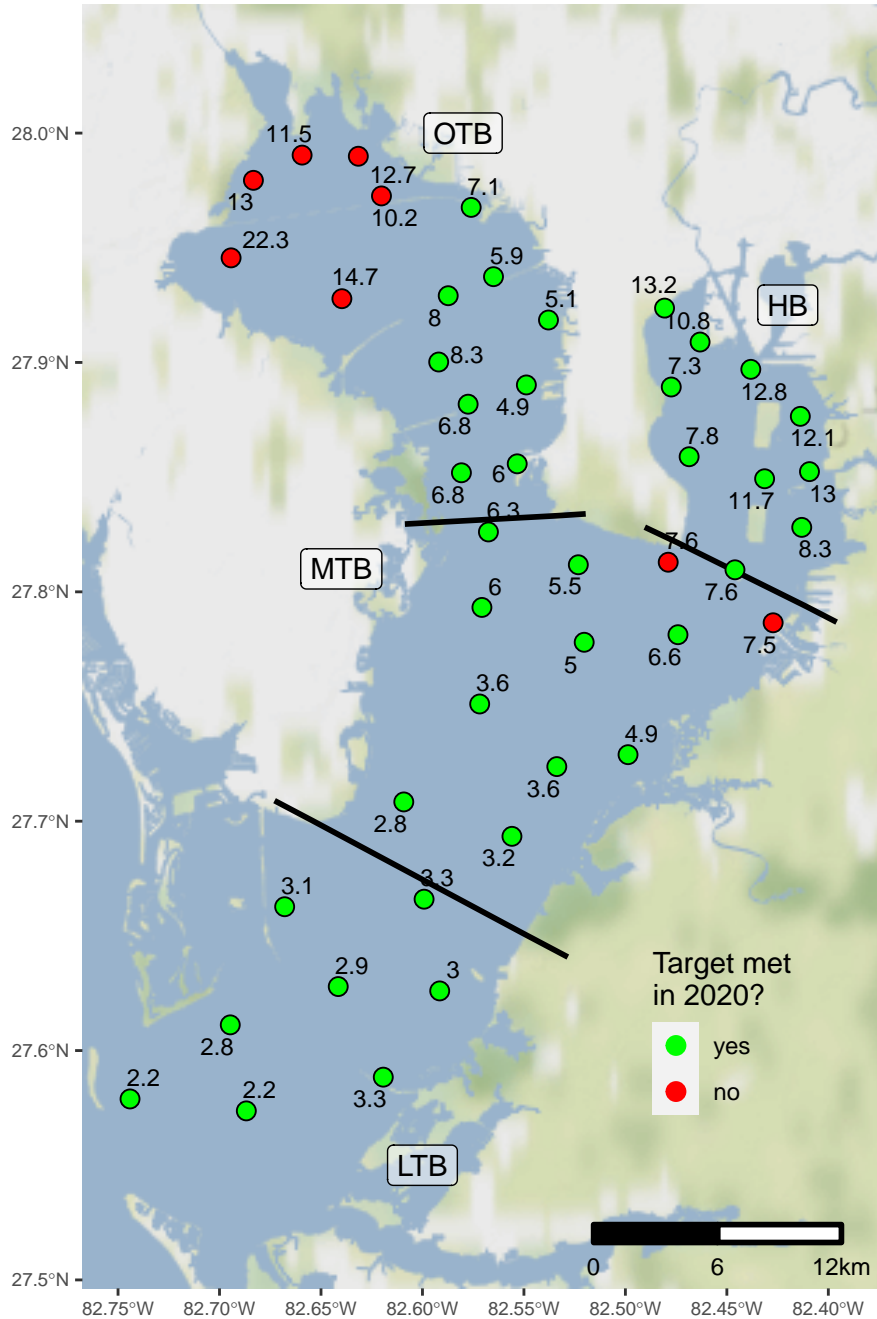 28.0°N
27.9°N
27.8°N
27.7°N
27.6°N
27.5°N
82.75°W
82.70°W
82.65°W
82.60°W
82.55°W
82.50°W
82.45°W
82.40°W
OTB
HB
MTB
LTB
11.5
12.7
13
10.2
7.1
22.3
5.9
14.7
8
5.1
13.2
10.8
8.3
7.3
12.8
4.9
6.8
12.1
7.8
6
6.8
11.7
13
6.3
8.3
7.6
5.5
7.6
6
7.5
5
6.6
3.6
4.9
3.6
2.8
3.2
3.3
3.1
2.9
3
2.8
2.2
2.2
3.3
Target met
in 2020?
yes
no
0
6
12km